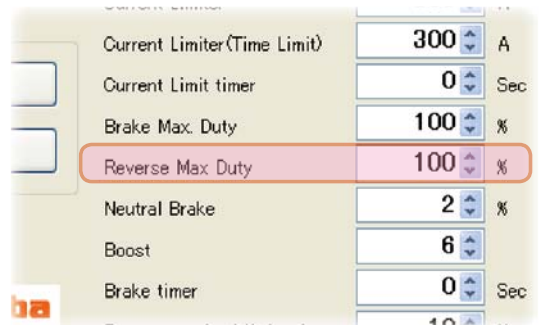 Current Limiter(Time Limit) 300 A
Current Limit timer 0 Sec
Brake Max. Duty 100 %
Reverse Max Duty 100 %
Neutral Brake 2 %
Boost 6
Brake timer 0 Sec
ba